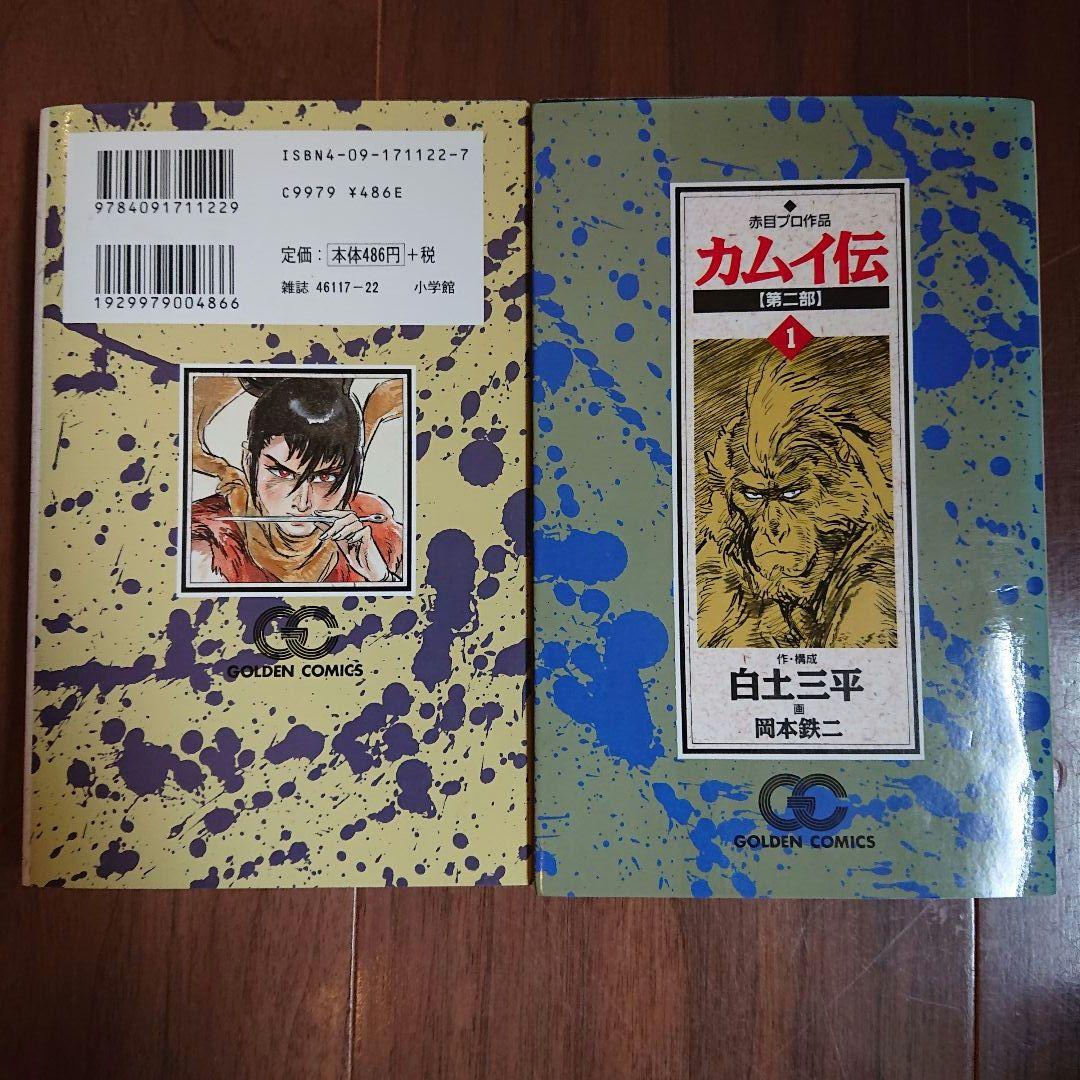 ISBN4-09-171122-7
C9979 ¥486E
9784091711229
定価：本体486円+税
雑誌 46117-22 小学館
1929979004866
GC
GOLDEN COMICS
赤目プロ作品
カムイ伝
【第二部】
1
作・構成
白土三平
画
岡本鉄二
GC
GOLDEN COMICS